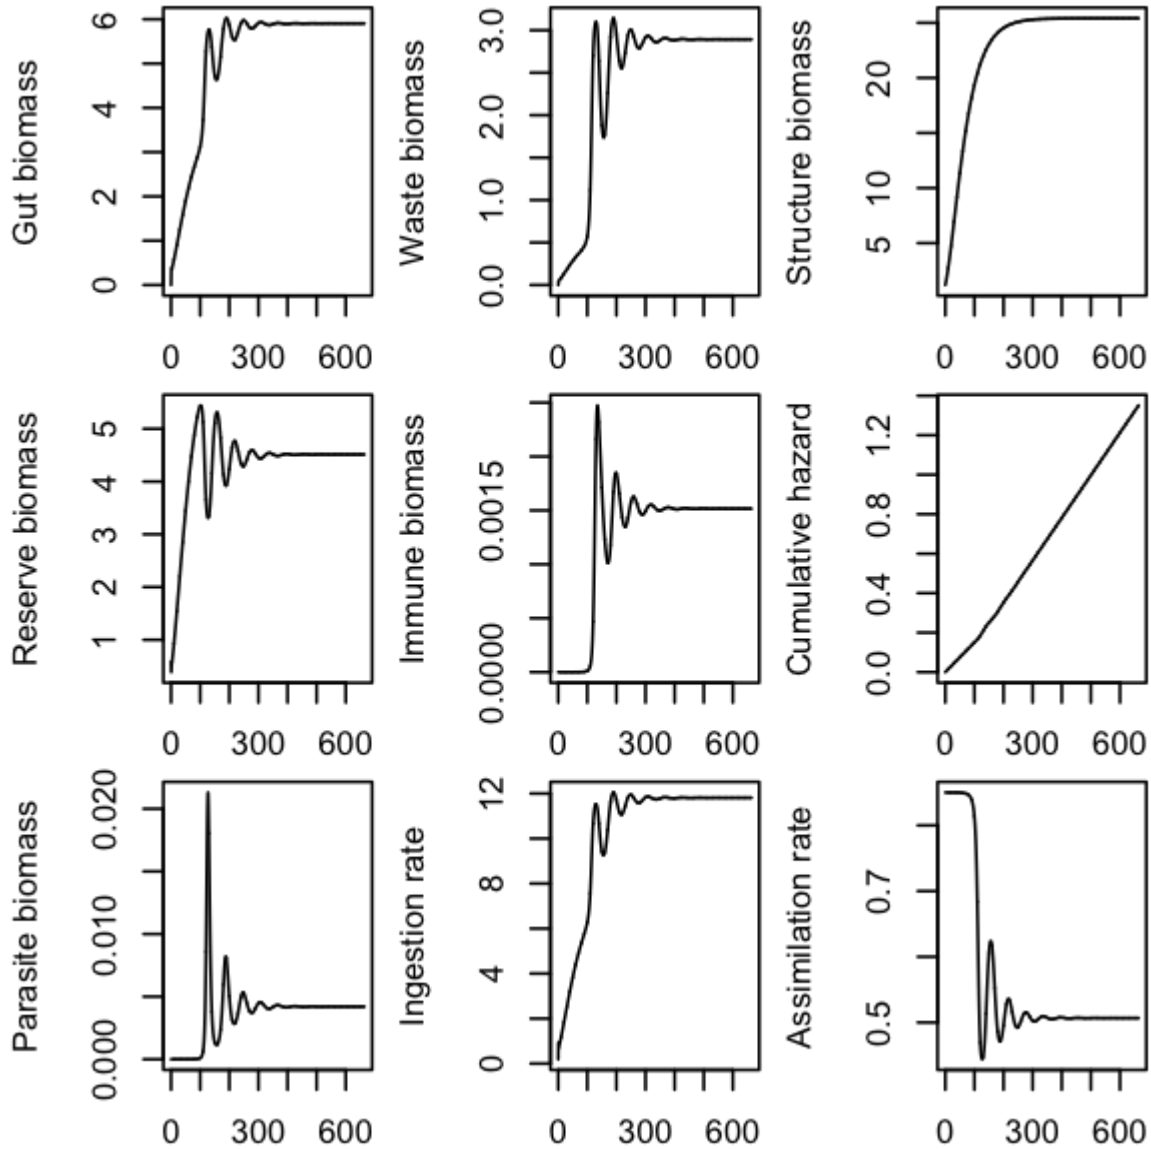 Gut biomass
0 2 4 6
0 300 600
Waste biomass
0.0 1.0 2.0 3.0
0 300 600
Structure biomass
5 10 20
0 300 600
Reserve biomass
1 2 3 4 5
0 300 600
Immune biomass
0.0000 0.0015
0 300 600
Cumulative hazard
0.0 0.4 0.8 1.2
0 300 600
Parasite biomass
0.000 0.010 0.020
0 300 600
Ingestion rate
0 4 8 12
0 300 600
Assimilation rate
0.5 0.7
0 300 600